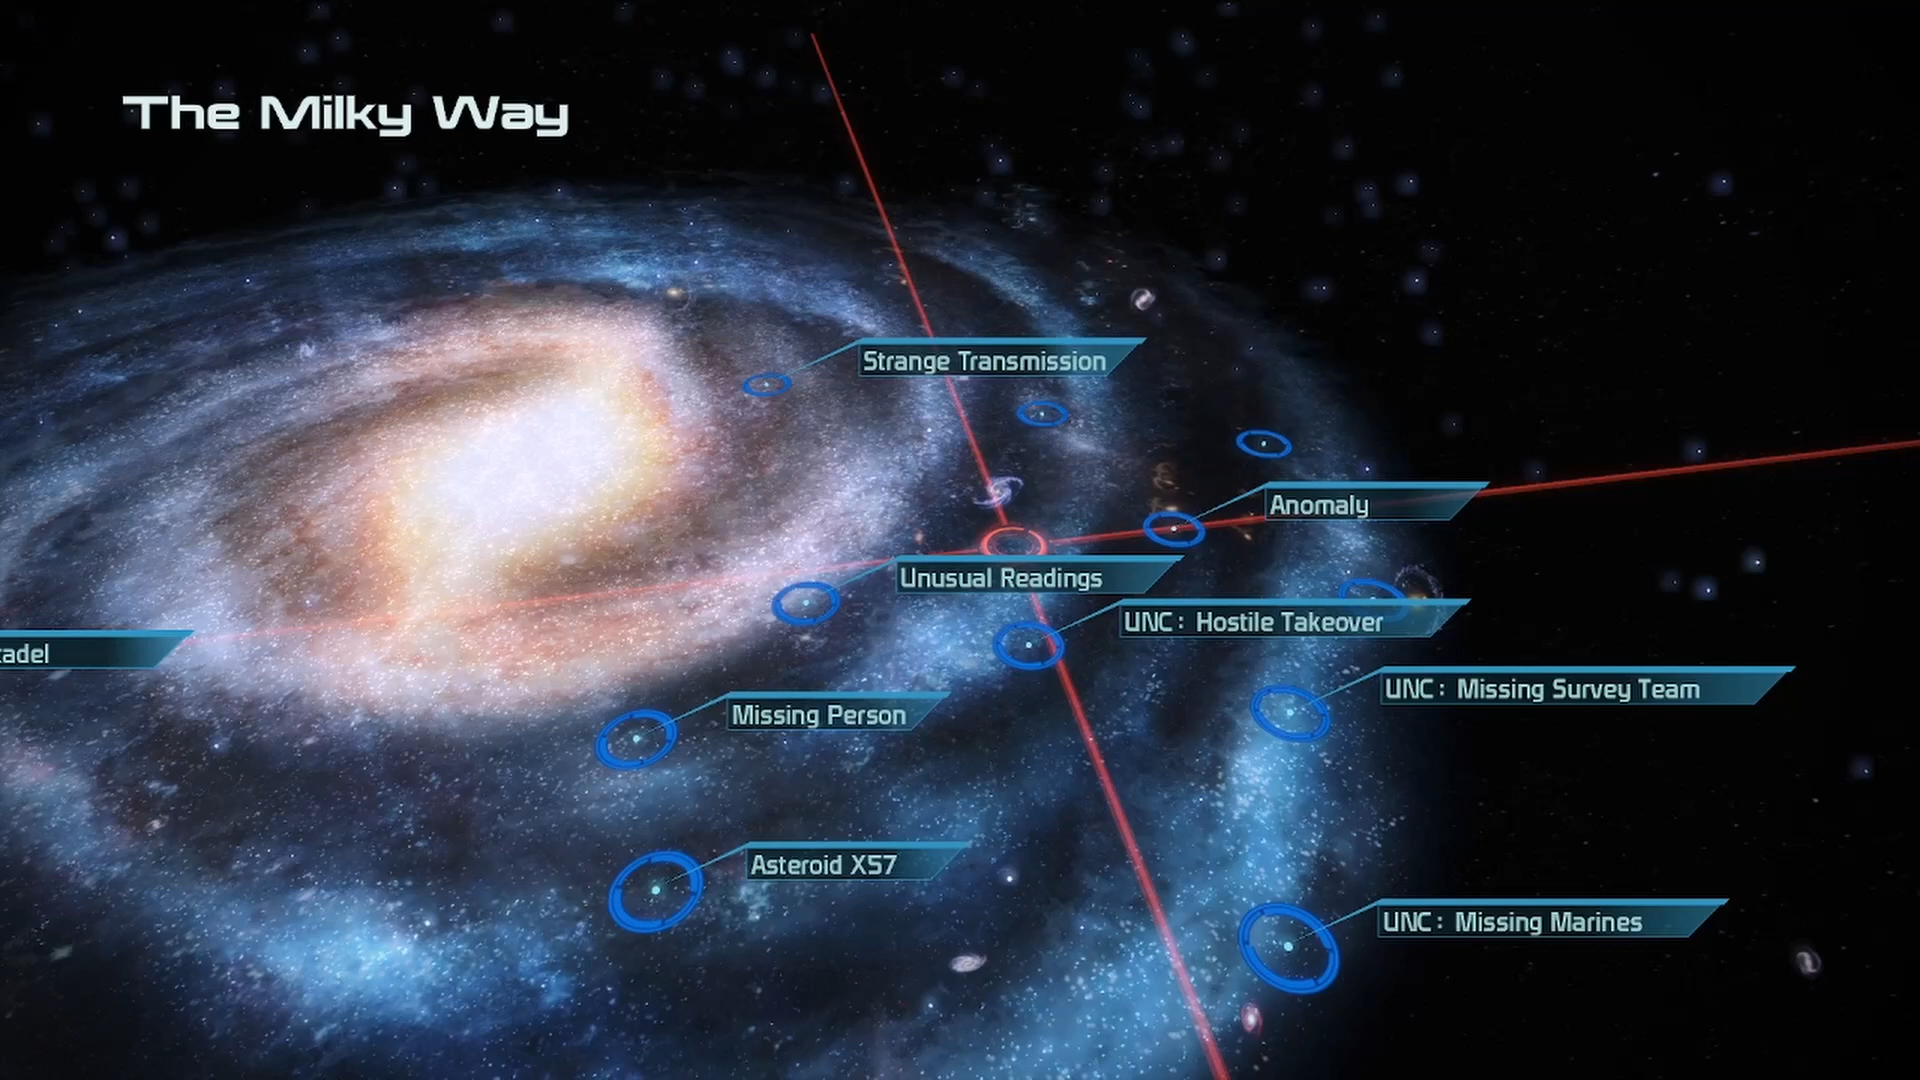 The Milky Way
Strange Transmission
Anomaly
Unusual Readings
UNC: Hostile Takeover
adel
UNC: Missing Survey Team
Missing Person
Asteroid X57
UNC: Missing Marines